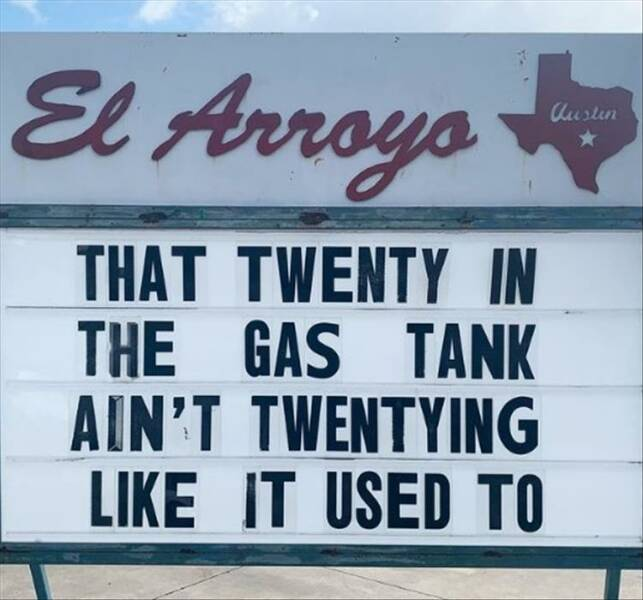 El Arroyo
Austin
THAT TWENTY IN
THE GAS TANK
AIN'T TWENTYING
LIKE IT USED TO